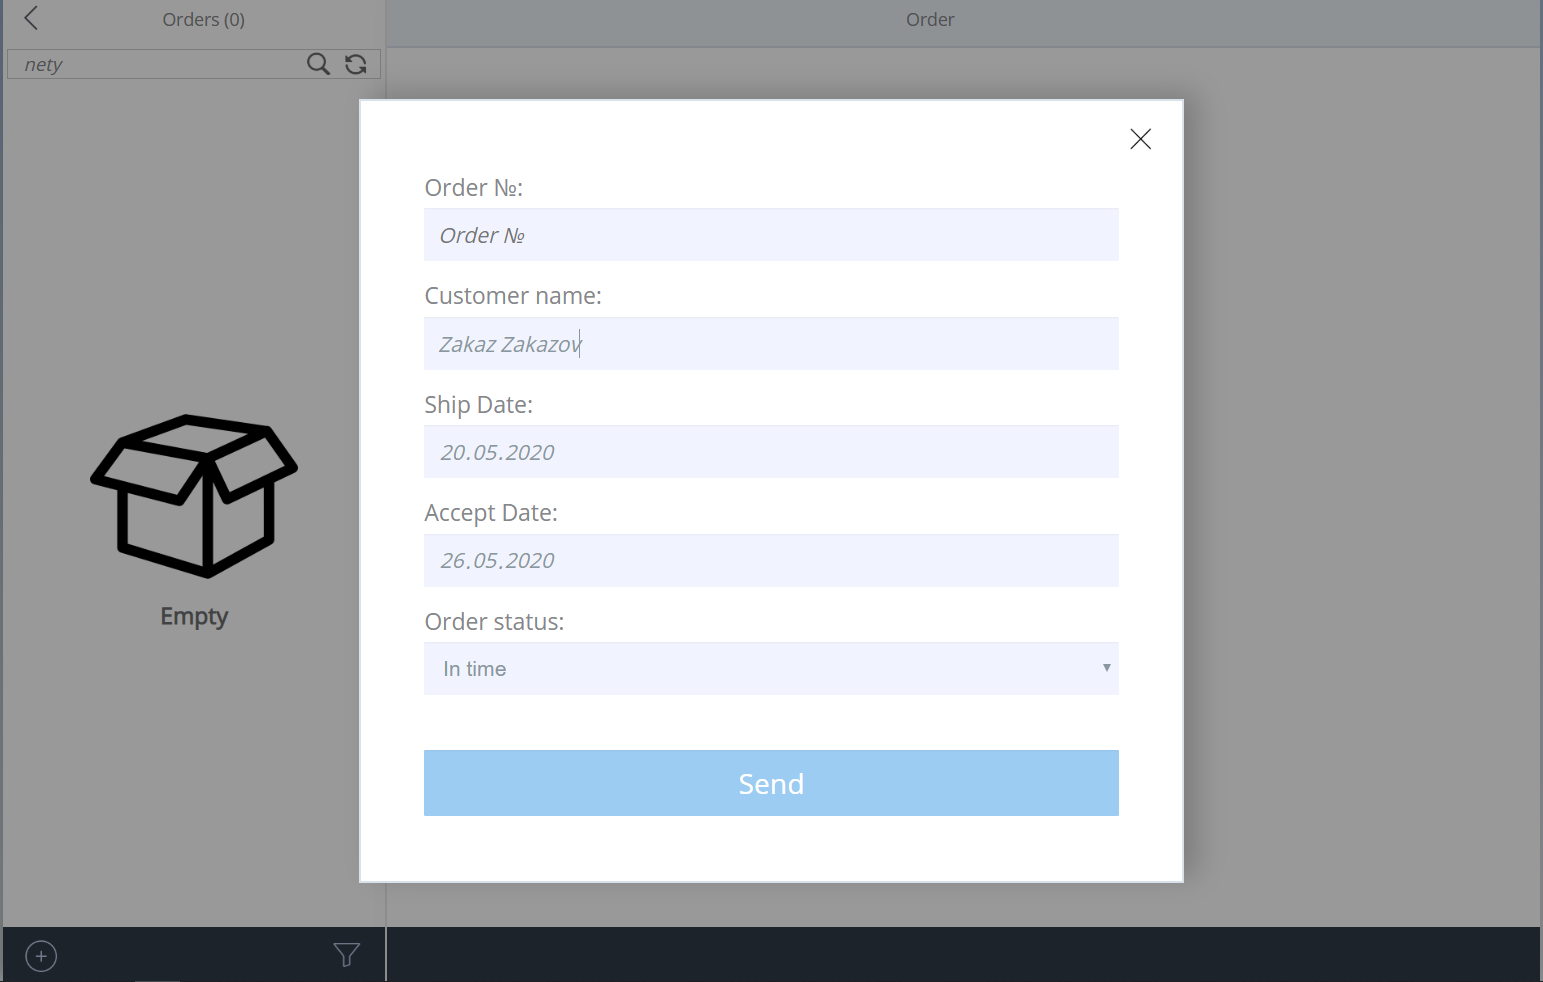 Orders (0)
Order
nety
Order №:
Order №
Customer name:
Zakaz Zakazov
Ship Date:
20.05.2020
Accept Date:
26.05.2020
Order status:
In time
Send
Empty